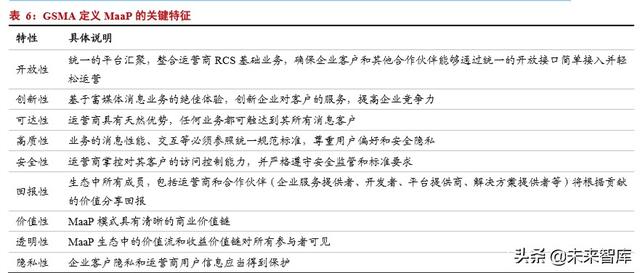 表 6：GSMA 定义 MaaP 的关键特征
特性 具体说明
开放性 统一的平台汇聚，整合运营商 RCS 基础业务，确保企业客户和其他合作伙伴能够通过统一的开放接口简单接入并轻
松运营
创新性 基于富媒体消息业务的绝佳体验，创新企业对客户的服务，提高企业竞争力
可达性 运营商具有天然优势，任何业务都可触达到其所有消息客户
高质性 业务的消息性能、交互等必须参照统一规范标准，尊重用户偏好和安全隐私
安全性 运营商掌控对其客户的访问控制能力，并严格遵守安全监管和标准要求
回报性 生态中所有成员，包括运营商和合作伙伴（企业服务提供者、开发者、平台提供商、解决方案提供者等）将根据贡献
的价值分享回报
价值性 MaaP 模式具有清晰的商业价值链
透明性 MaaP 生态中的价值流和收益价值链对所有参与者可见
隐私性 企业客户隐私和运营商用户信息应当得到保护
头条 @未来智库